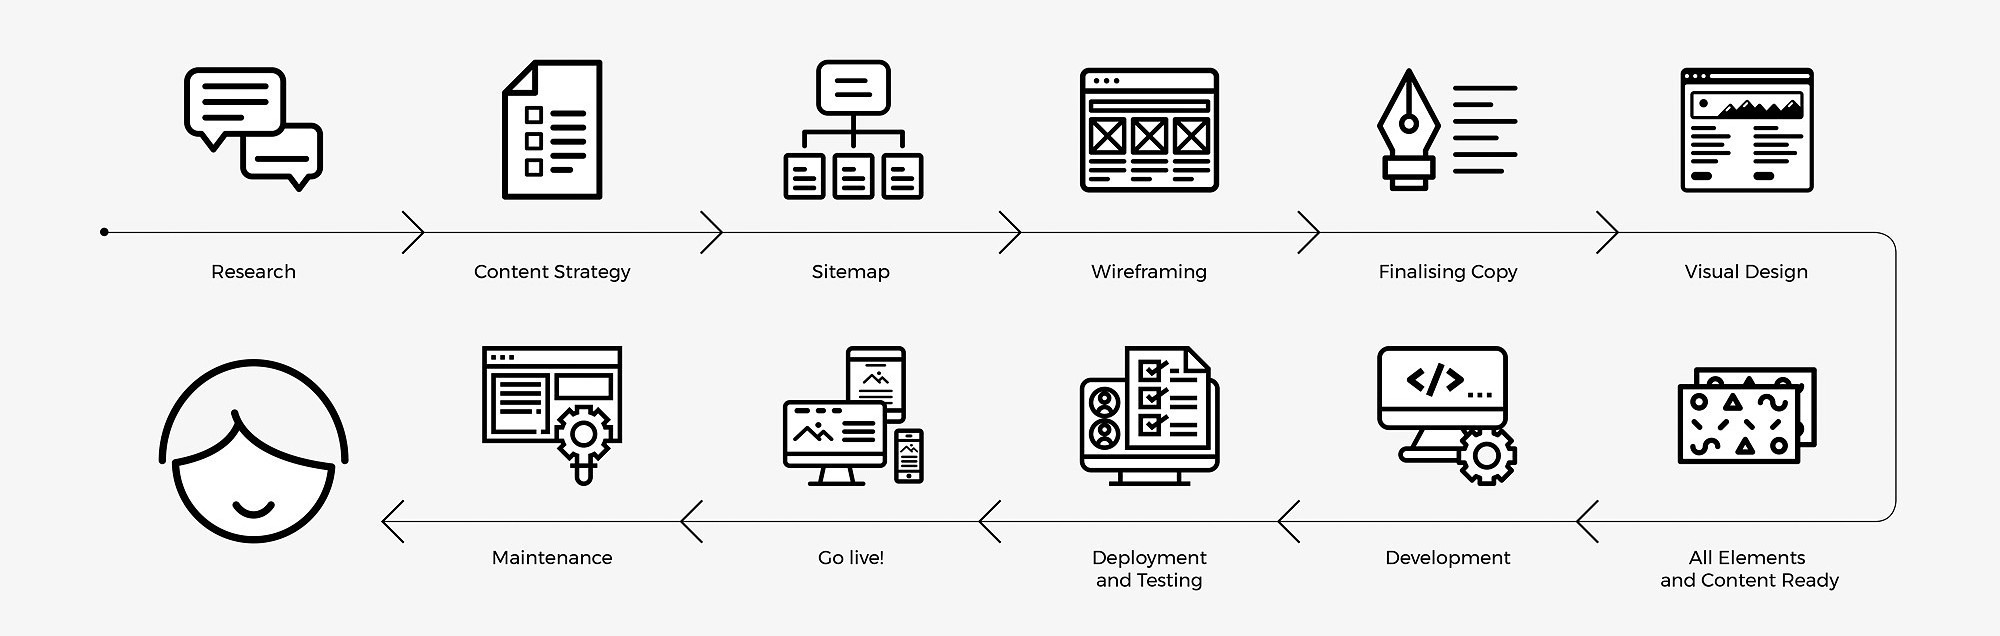 Research
Content Strategy
Sitemap
Wireframing
Finalising Copy
Visual Design
All Elements
and Content Ready
Development
Deployment
and Testing
Go live!
Maintenance